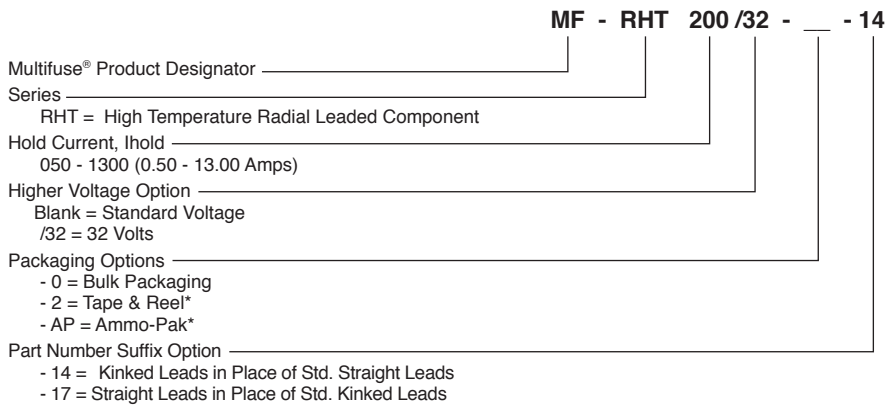 MF - RHT 200 /32 - __ - 14
Multifuse® Product Designator
Series
RHT = High Temperature Radial Leaded Component
Hold Current, Ihold
050 - 1300 (0.50 - 13.00 Amps)
Higher Voltage Option
Blank = Standard Voltage
/32 = 32 Volts
Packaging Options
- 0 = Bulk Packaging
- 2 = Tape & Reel*
- AP = Ammo-Pak*
Part Number Suffix Option
- 14 = Kinked Leads in Place of Std. Straight Leads
- 17 = Straight Leads in Place of Std. Kinked Leads